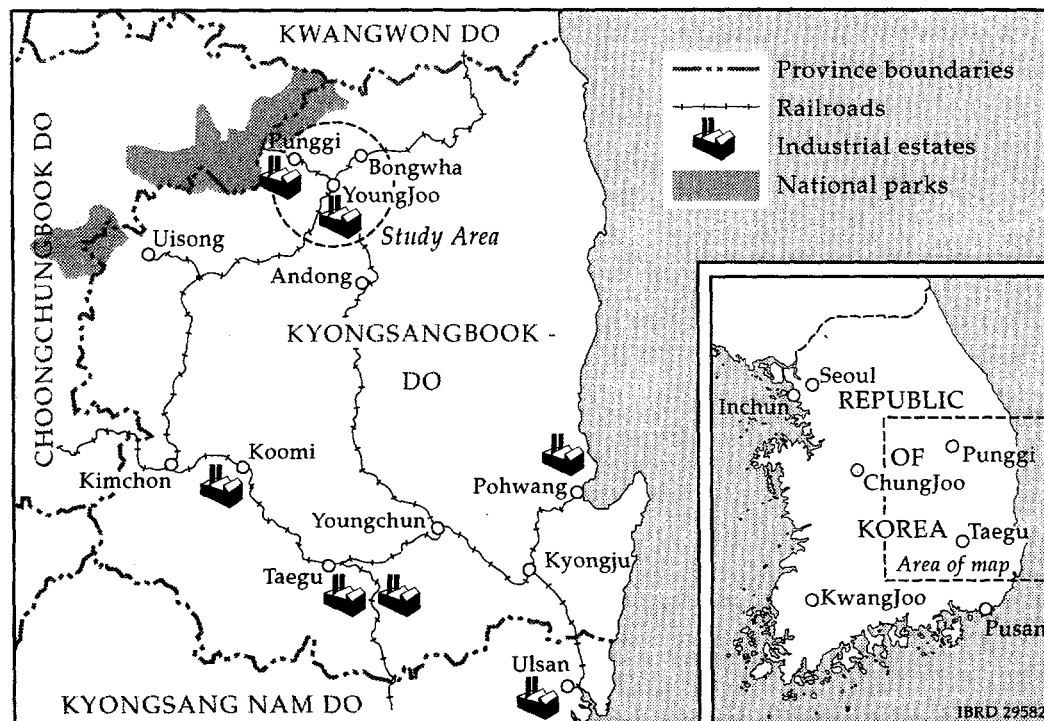 KWANGWON DO
Province boundaries
Railroads
Industrial estates
National parks
CHOONGCHUNGBOOK DO
Punggi
Bongwha
YoungJoo
Study Area
Uisong
Andong
KYONGSANGBOOK -
DO
Kimchon
Koomi
Pohwang
Youngchun
Taegu
Kyongju
Ulsan
KYONGSANG NAM DO
Seoul
Inchun
REPUBLIC
OF
Punggi
ChungJoo
KOREA
Taegu
Area of map
KwangJoo
Pusan
IBRD 29582